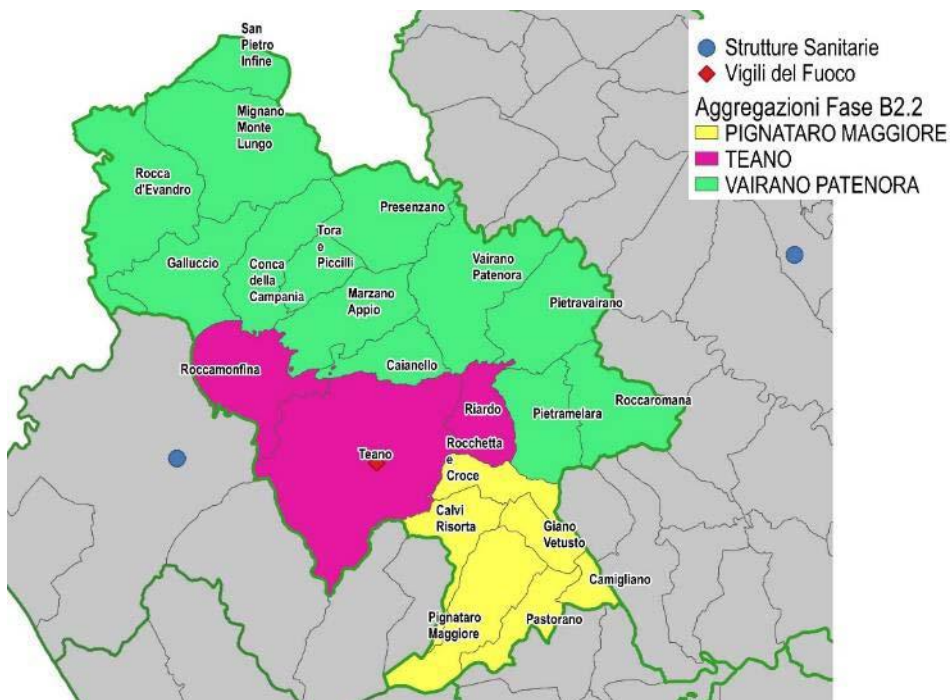 San
Pietro
Infine
Mignano
Monte
Lungo
Rocca
d'Evandro
Presenzano
Tora
e
Piccilli
Galluccio
Conca
della
Campania
Vairano
Patenora
Marzano
Appio
Pietravairano
Caianello
Roccamonfina
Roccaromana
Riardo
Pietramelara
Rocchetta
e
Croce
Teano
Calvi
Risorta
Giano
Vetusto
Camigliano
Pignataro
Maggiore
Pastorano
Strutture Sanitarie
Vigili del Fuoco
Aggregazioni Fase B2.2
PIGNATARO MAGGIORE
TEANO
VAIRANO PATENORA